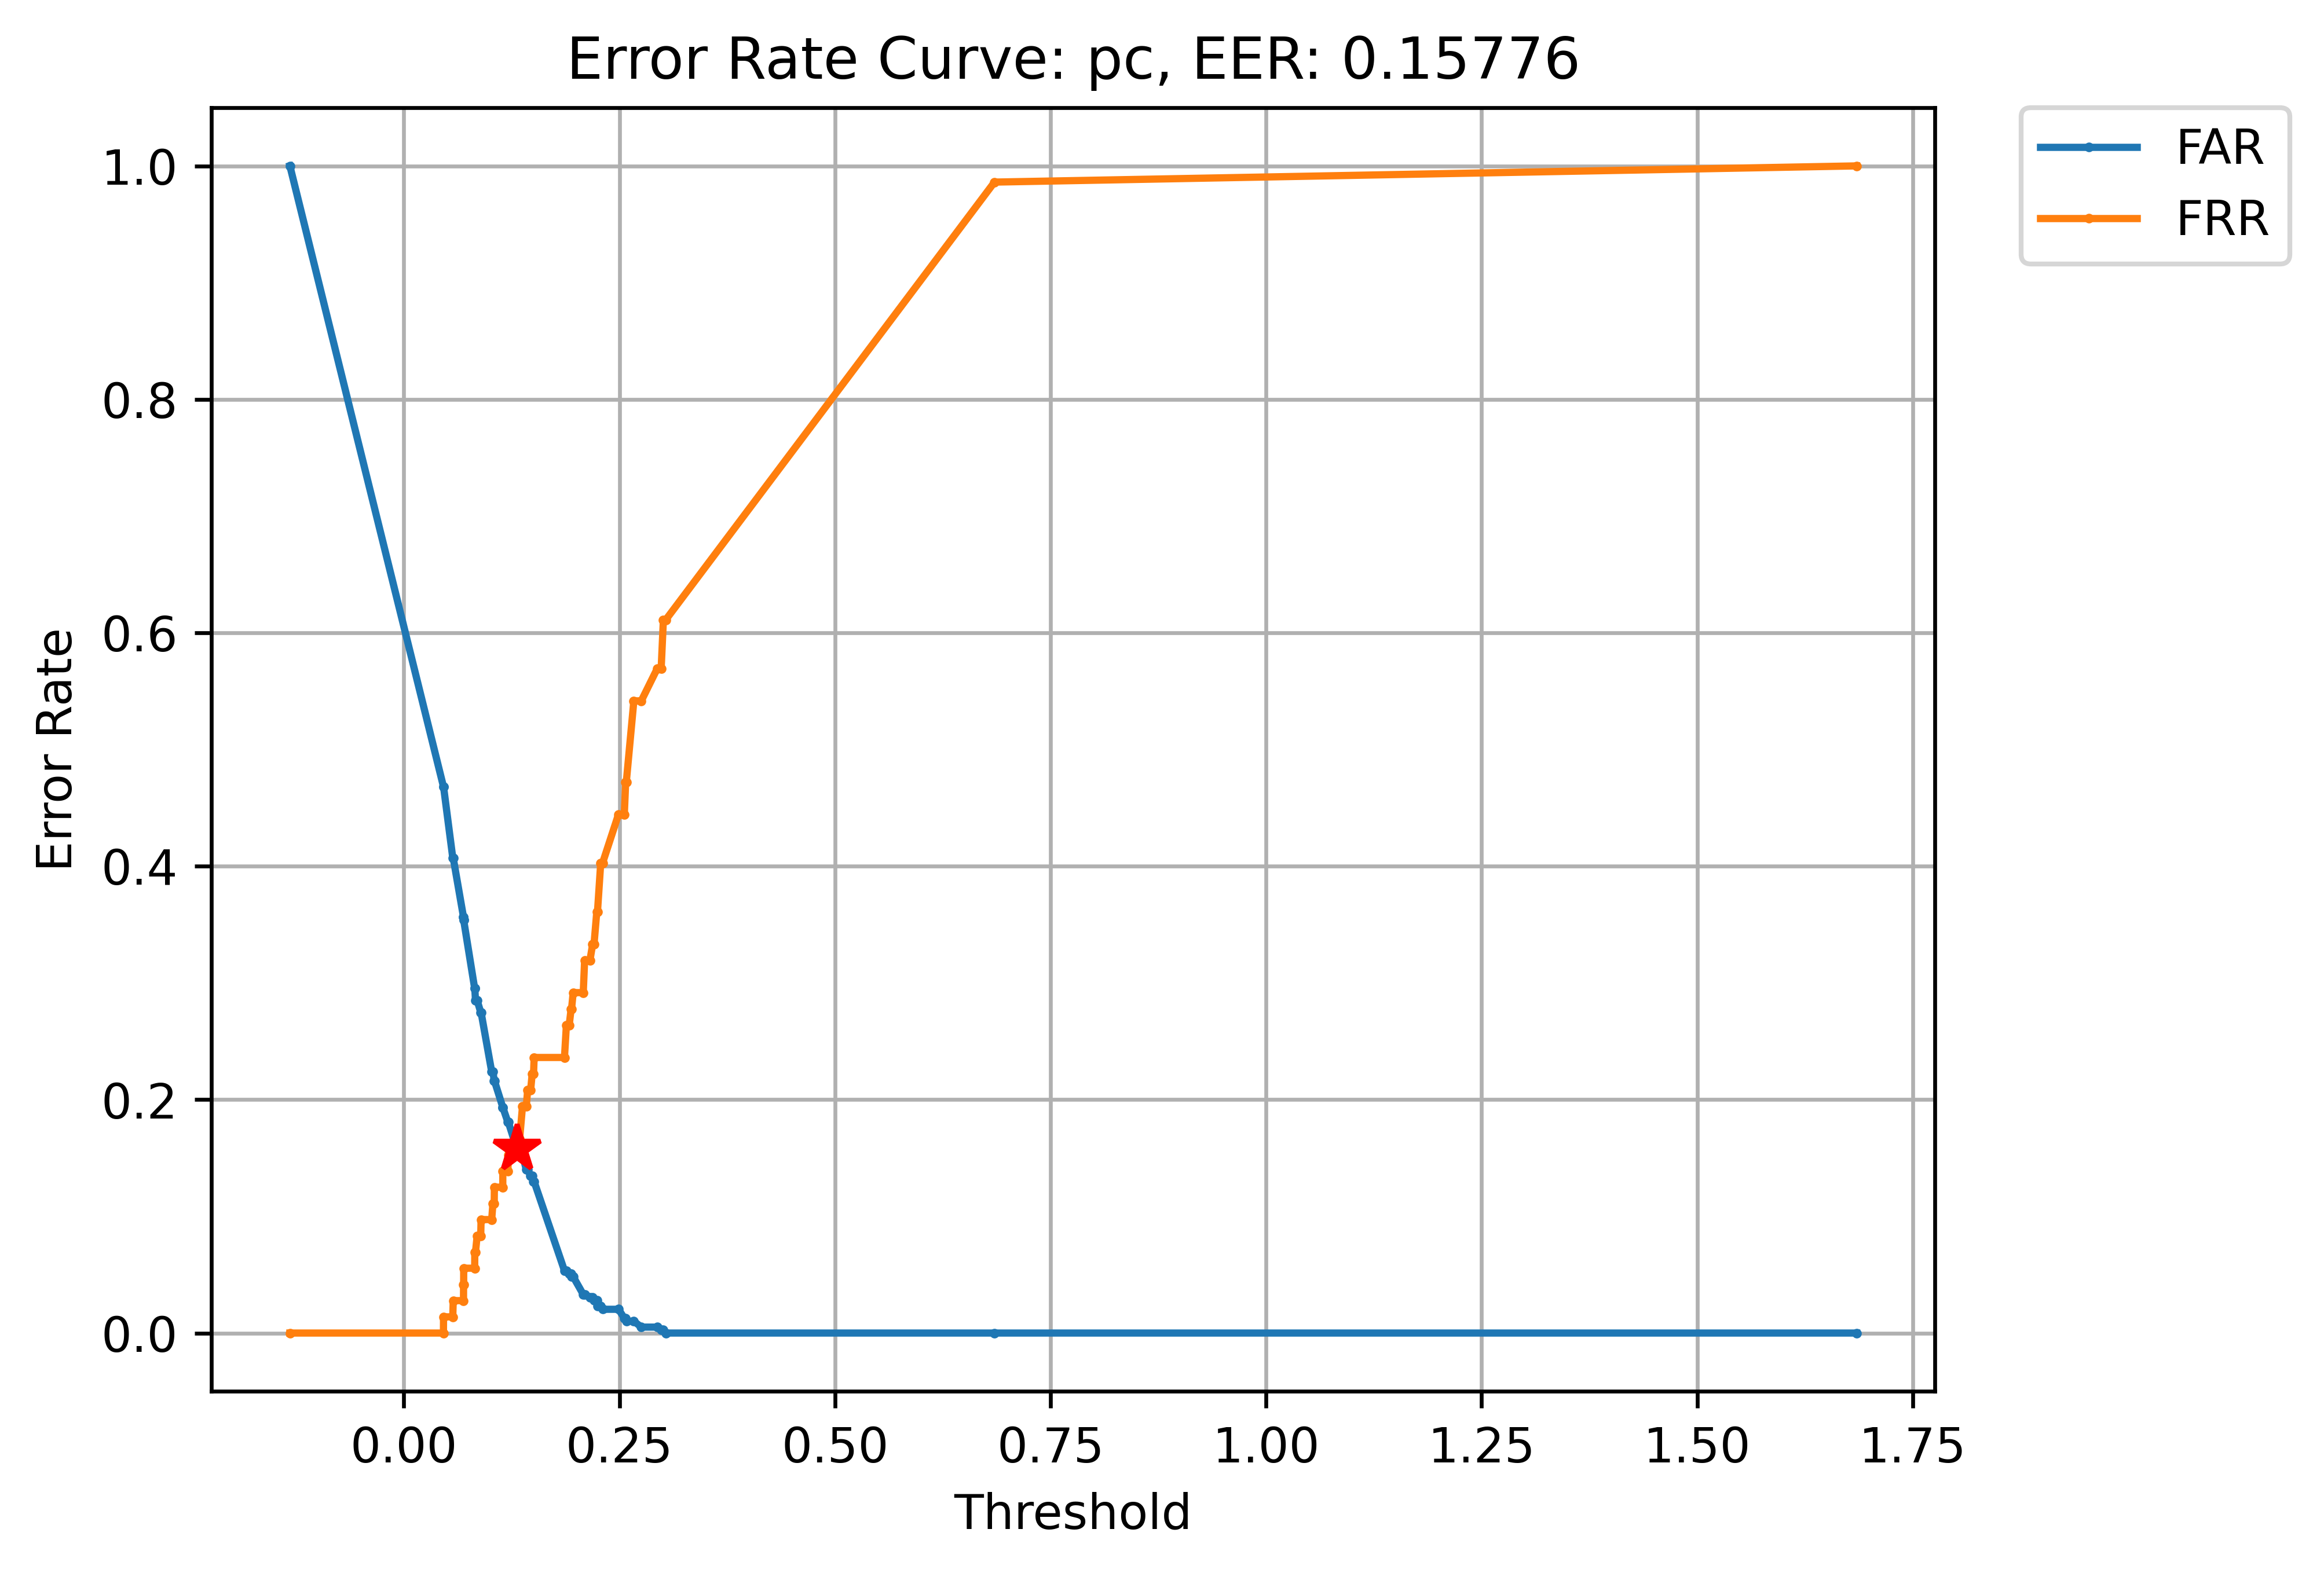 Error Rate Curve: pc, EER: 0.15776
FAR
FRR
1.0
0.8
0.6
0.4
0.2
0.0
Error Rate
0.00 0.25 0.50 0.75 1.00 1.25 1.50 1.75
Threshold